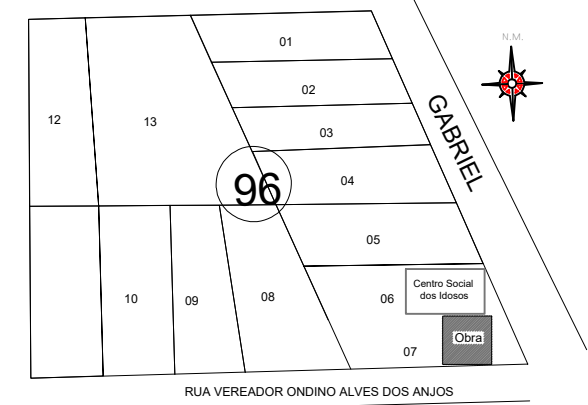 N.M.
01
02
12
13
03
GABRIEL
04
96
05
Centro Social
dos Idosos
10
09
08
06
Obra
07
RUA VEREADOR ONDINO ALVES DOS ANJOS